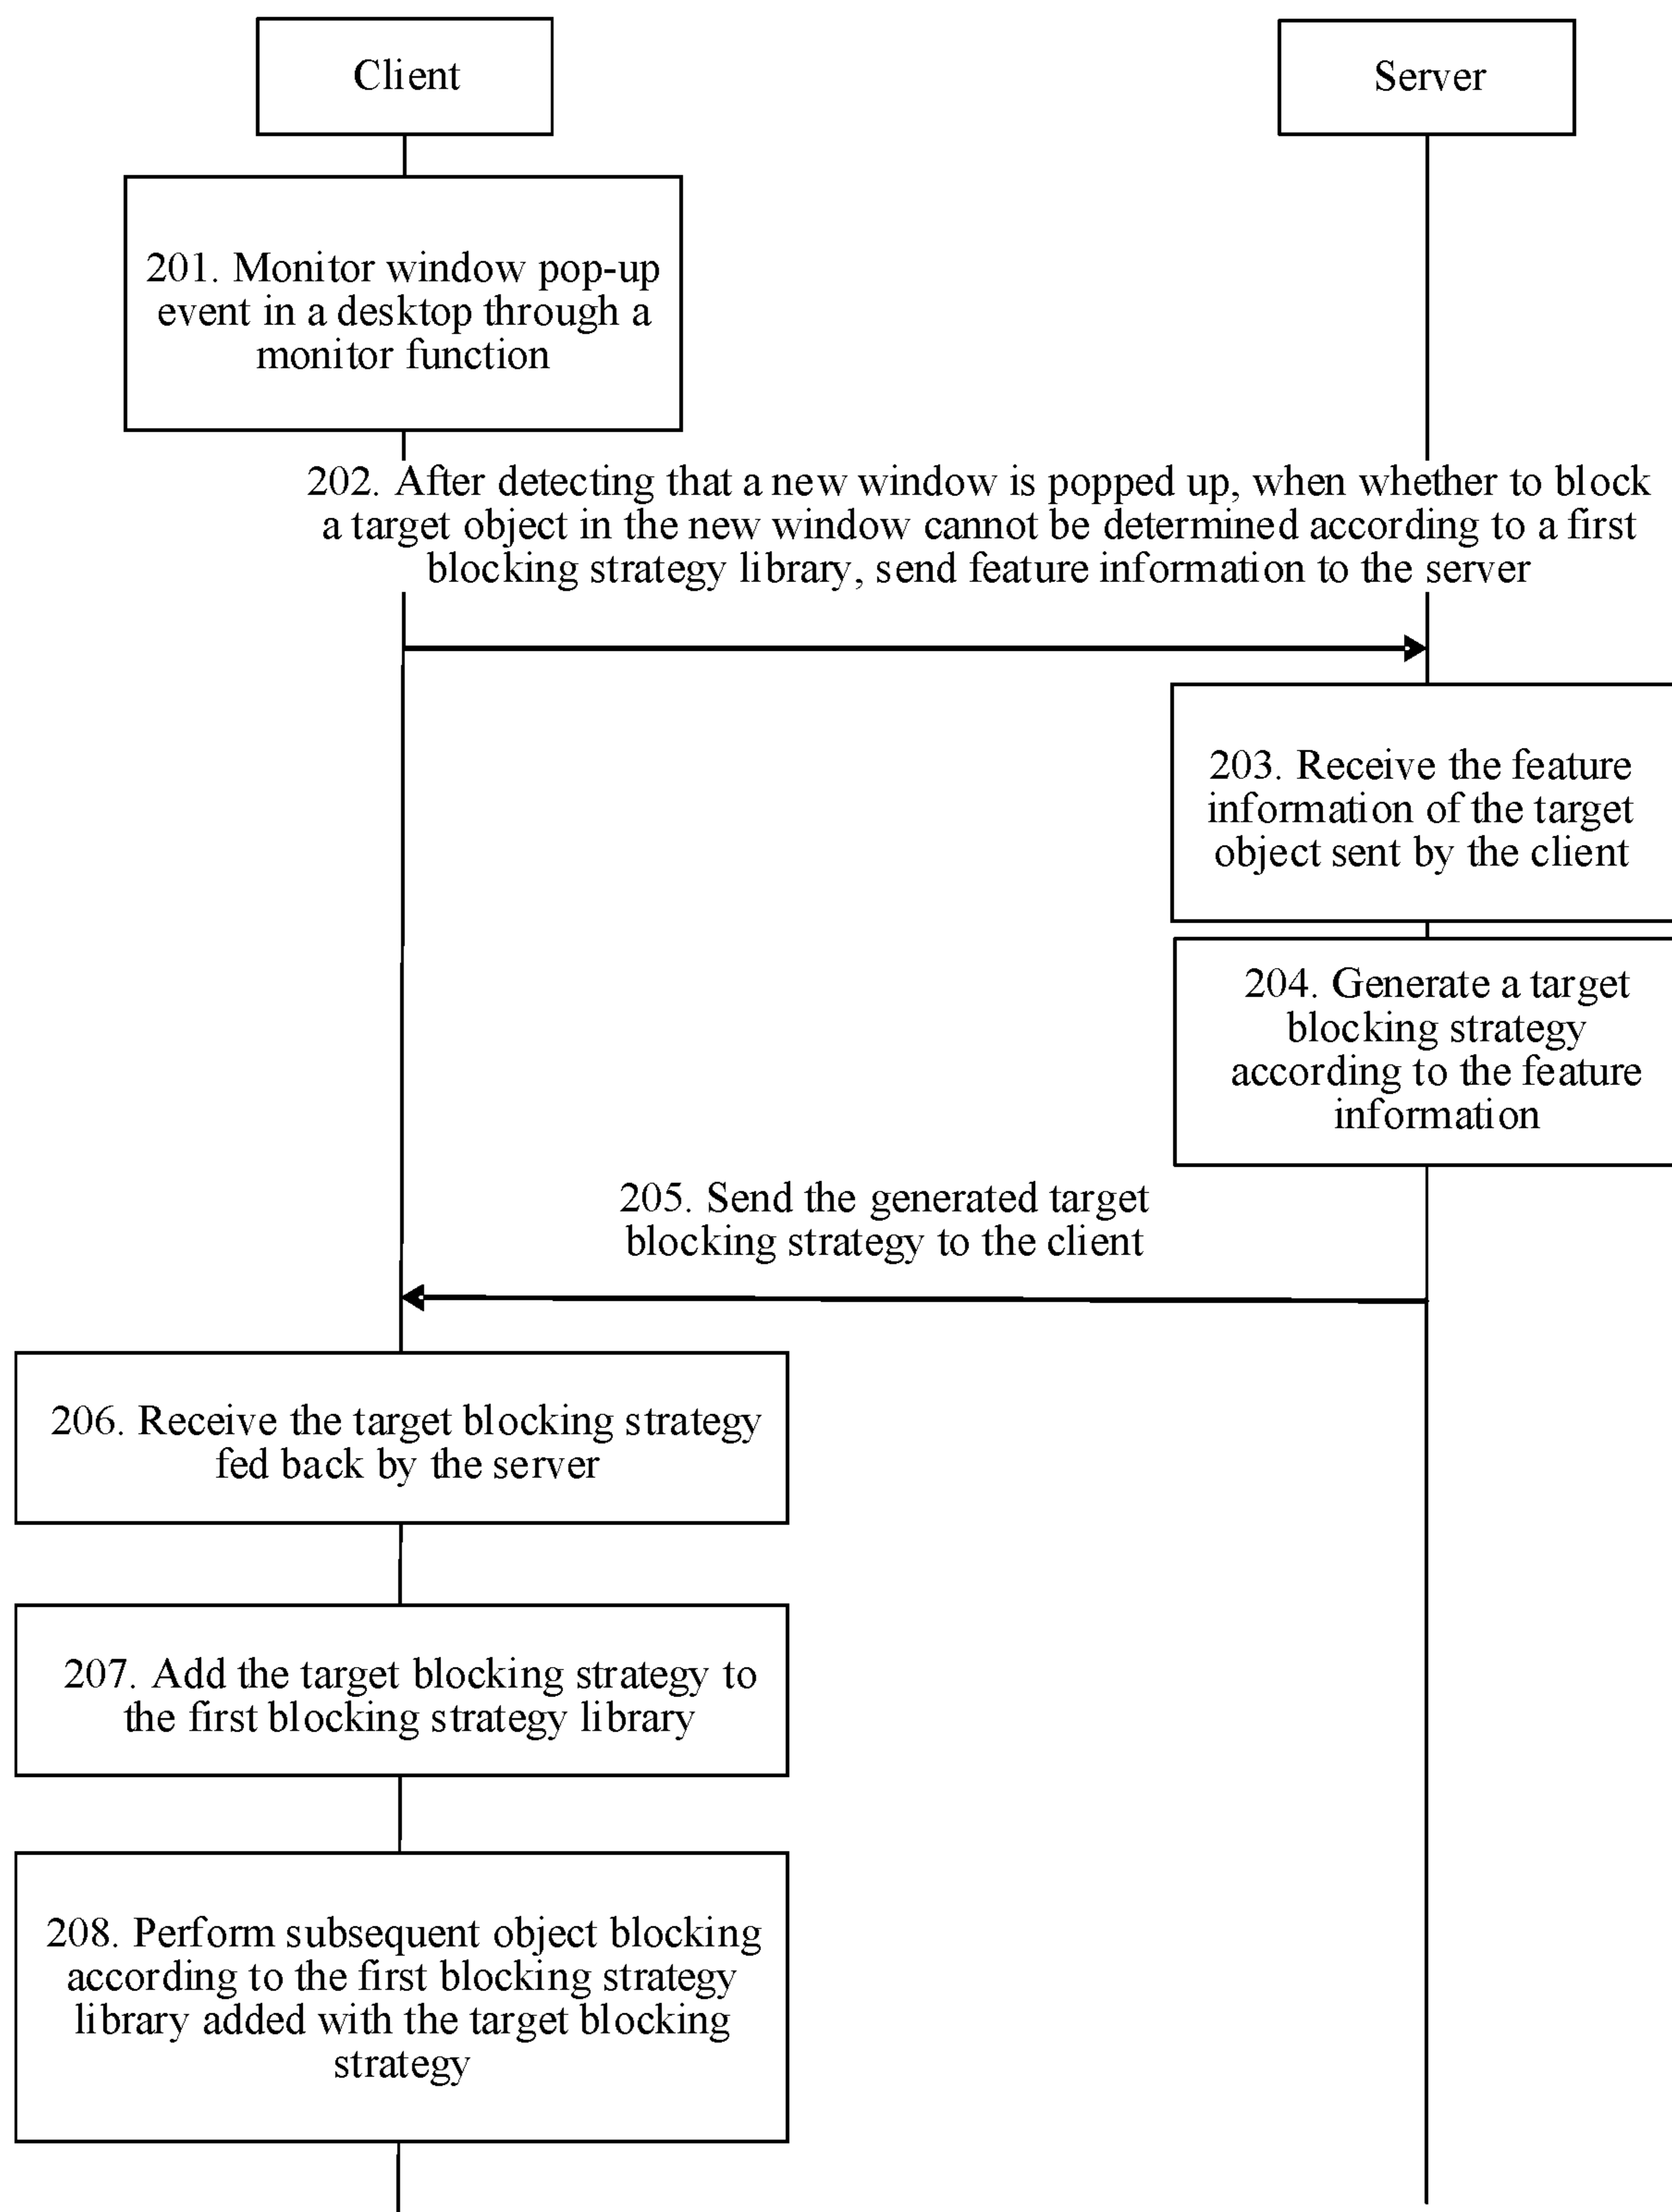 Client
Server
201. Monitor window pop-up
event in a desktop through a
monitor function
202. After detecting that a new window is popped up, when whether to block
a target object in the new window cannot be determined according to a first
blocking strategy library, send feature information to the server
203. Receive the feature
information of the target
object sent by the client
204. Generate a target
blocking strategy
according to the feature
information
205. Send the generated target
blocking strategy to the client
206. Receive the target blocking strategy
fed back by the server
207. Add the target blocking strategy to
the first blocking strategy library
208. Perform subsequent object blocking
according to the first blocking strategy
library added with the target blocking
strategy